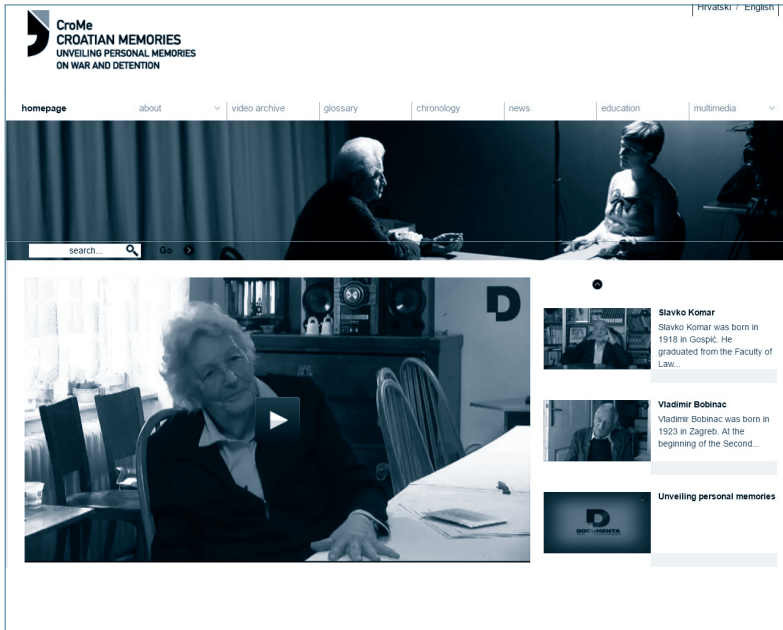 Hrvatski / English
CroMe
CROATIAN MEMORIES
UNVEILING PERSONAL MEMORIES
ON WAR AND DETENTION
homepage about video archive glossary chronology news education multimedia
search... Go
D
Slavko Komar
Slavko Komar was born in
1918 in Gospić. He
graduated from the Faculty of
Law...
Vladimir Bobinac
Vladimir Bobinac was born in
1923 in Zagreb. At the
beginning of the Second...
Unveiling personal memories
D
DOCUMENTA